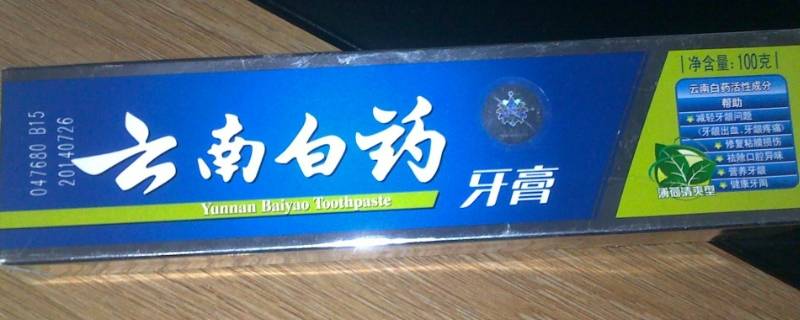 047680 B15
20140726
云南白药
Yunnan Baiyao Toothpaste
牙膏
净含量：100克
云南白药活性成分
帮助
减轻牙龈问题
（牙龈出血、牙龈疼痛）
修复粘膜损伤
祛除口腔异味
营养牙龈
健康牙周
薄荷清爽型